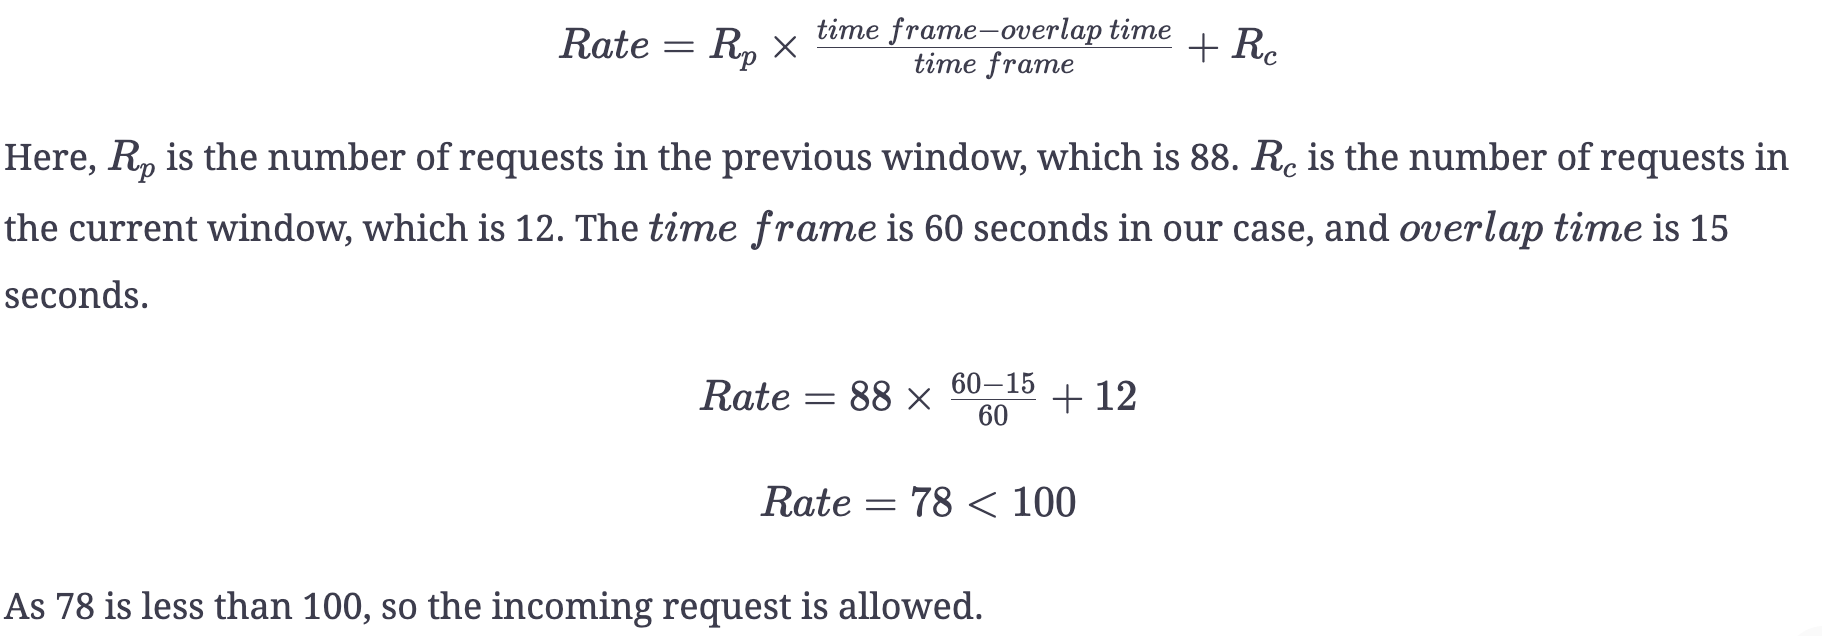 Rate = R_p × \frac{time frame−overlap time}{time frame} + R_c
Here, R_p is the number of requests in the previous window, which is 88. R_c is the number of requests in
the current window, which is 12. The time frame is 60 seconds in our case, and overlap time is 15
seconds.
Rate = 88 × \frac{60−15}{60} + 12
Rate = 78 < 100
As 78 is less than 100, so the incoming request is allowed.